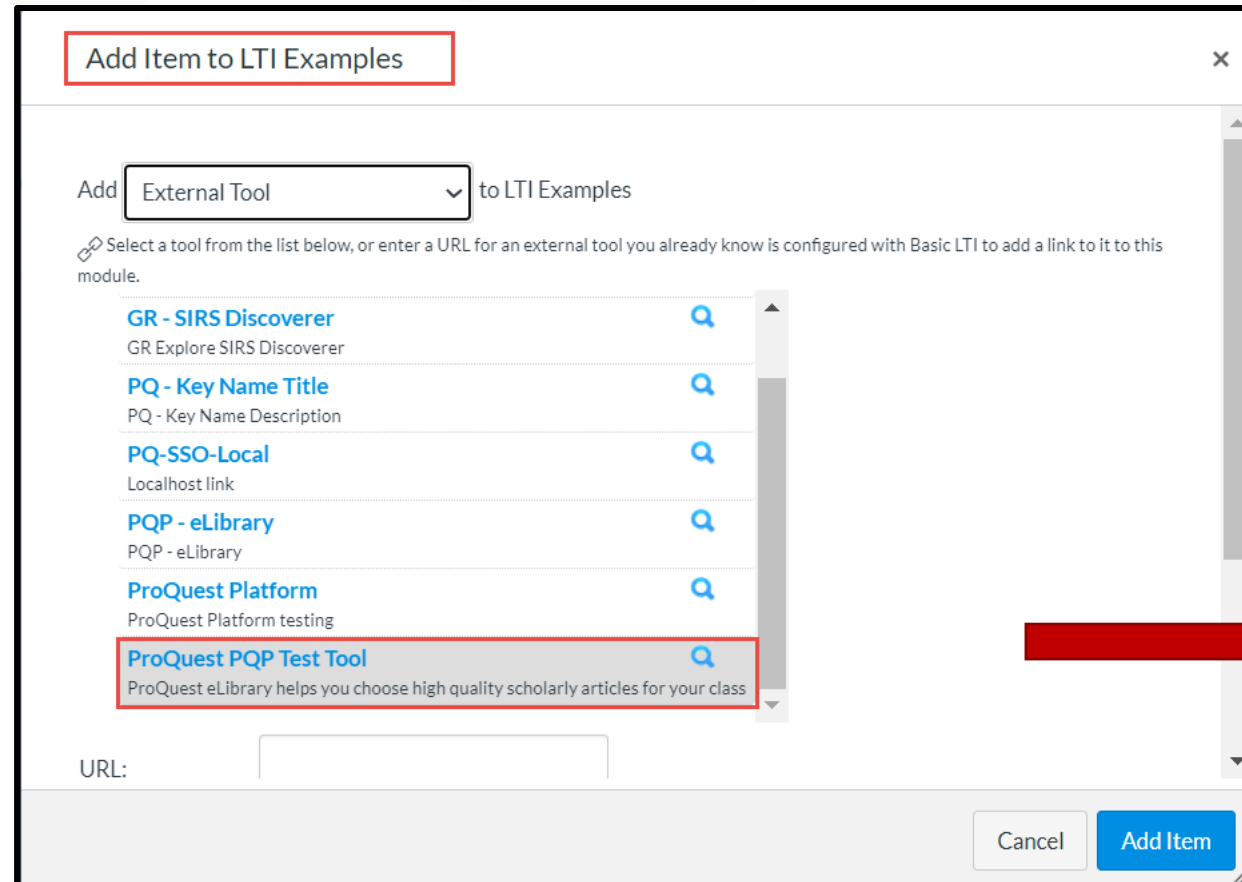 Add Item to LTI Examples ×
Add External Tool to LTI Examples
Select a tool from the list below, or enter a URL for an external tool you already know is configured with Basic LTI to add a link to it to this
module.
GR - SIRS Discoverer
GR Explore SIRS Discoverer
PQ - Key Name Title
PQ - Key Name Description
PQ-SSO-Local
Localhost link
PQP - eLibrary
PQP - eLibrary
ProQuest Platform
ProQuest Platform testing
ProQuest PQP Test Tool
ProQuest eLibrary helps you choose high quality scholarly articles for your class
URL:
Cancel Add Item